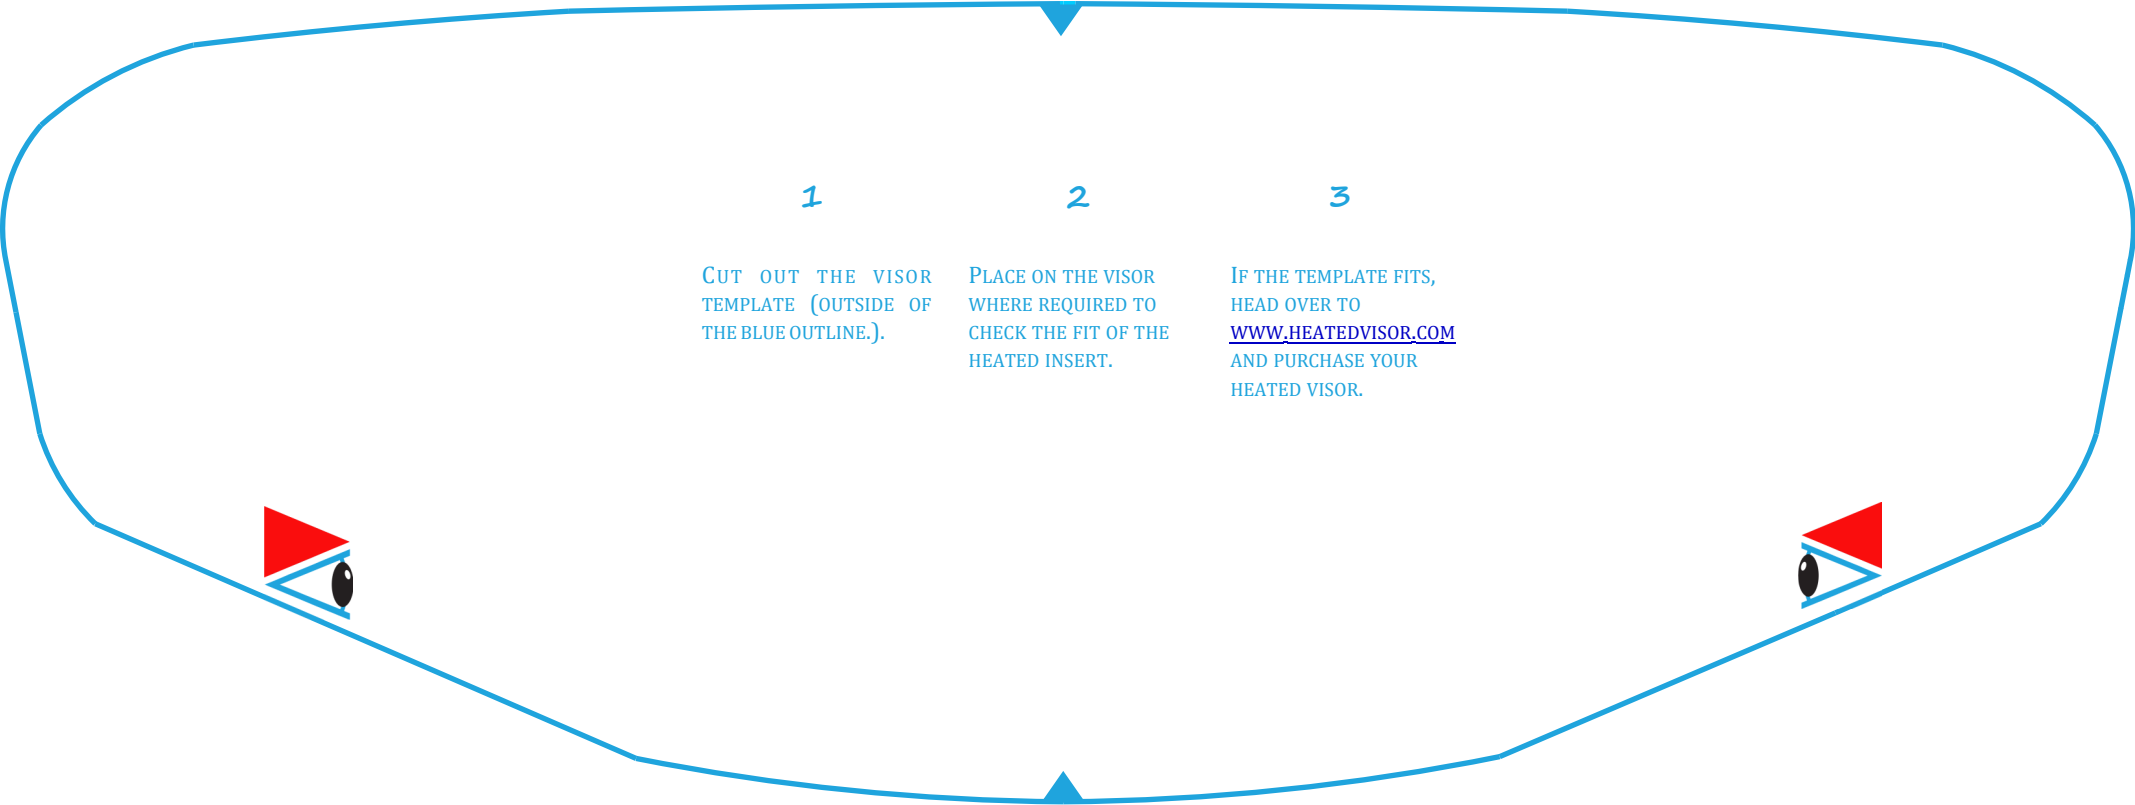 1
Cut out the visor
template (outside of
the blue outline.).
2
Place on the visor
where required to
check the fit of the
heated insert.
3
If the template fits,
head over to
www.heatedvisor.com
and purchase your
heated visor.